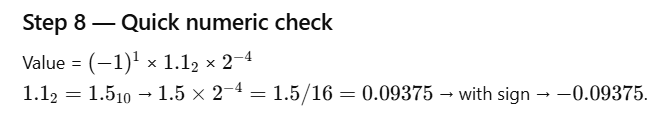 Step 8 — Quick numeric check
Value = (−1)¹ × 1.1₂ × 2⁻⁴
1.1₂ = 1.5₁₀ → 1.5 × 2⁻⁴ = 1.5/16 = 0.09375 → with sign → −0.09375.